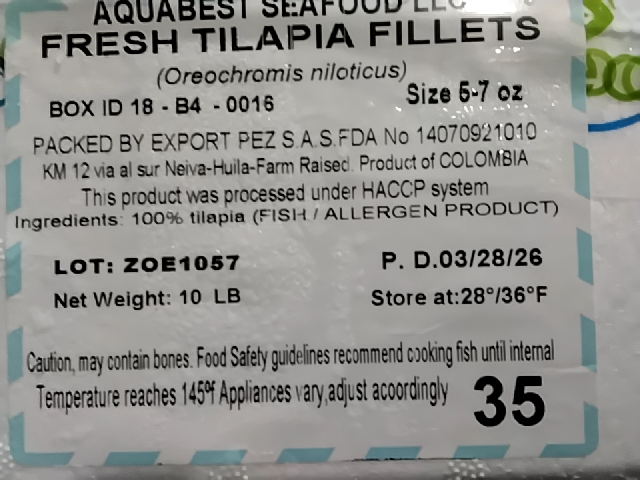 AQUABEST SEAFOOD LLC
FRESH TILAPIA FILLETS
(Oreochromis niloticus)
BOX ID 18 - B4 - 0016 Size 5-7 oz
PACKED BY EXPORT PEZ S.A.S.FDA No 14070921010
KM 12 via al sur Neiva-Huila-Farm Raised. Product of COLOMBIA
This product was processed under HACCP system
Ingredients: 100% tilapia (FISH / ALLERGEN PRODUCT)
LOT: ZOE1057 P. D.03/28/26
Net Weight: 10 LB Store at:28°/36°F
Caution, may contain bones. Food Safety guidelines recommend cooking fish until internal
Temperature reaches 145ºf Appliances vary,adjust acoordingly 35